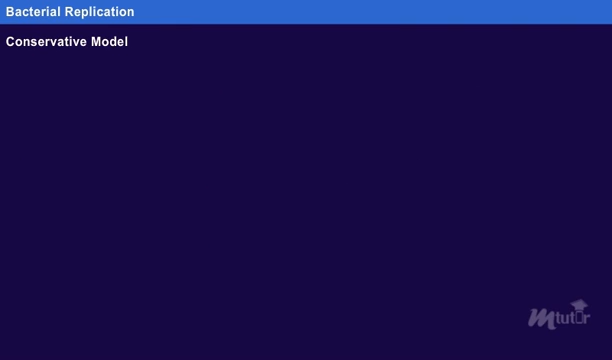 Bacterial Replication
Conservative Model
Mtutor